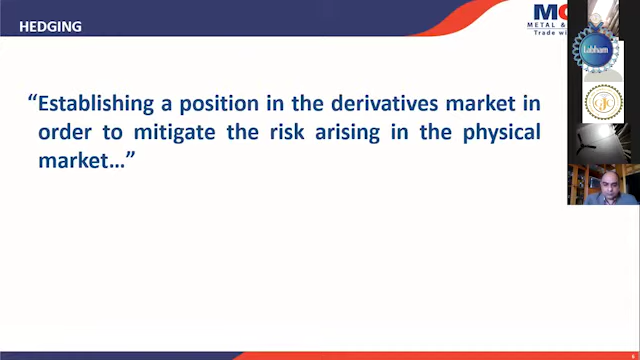 HEDGING
METAL &
Trade wi
Labham
GJC
“Establishing a position in the derivatives market in
order to mitigate the risk arising in the physical
market...”